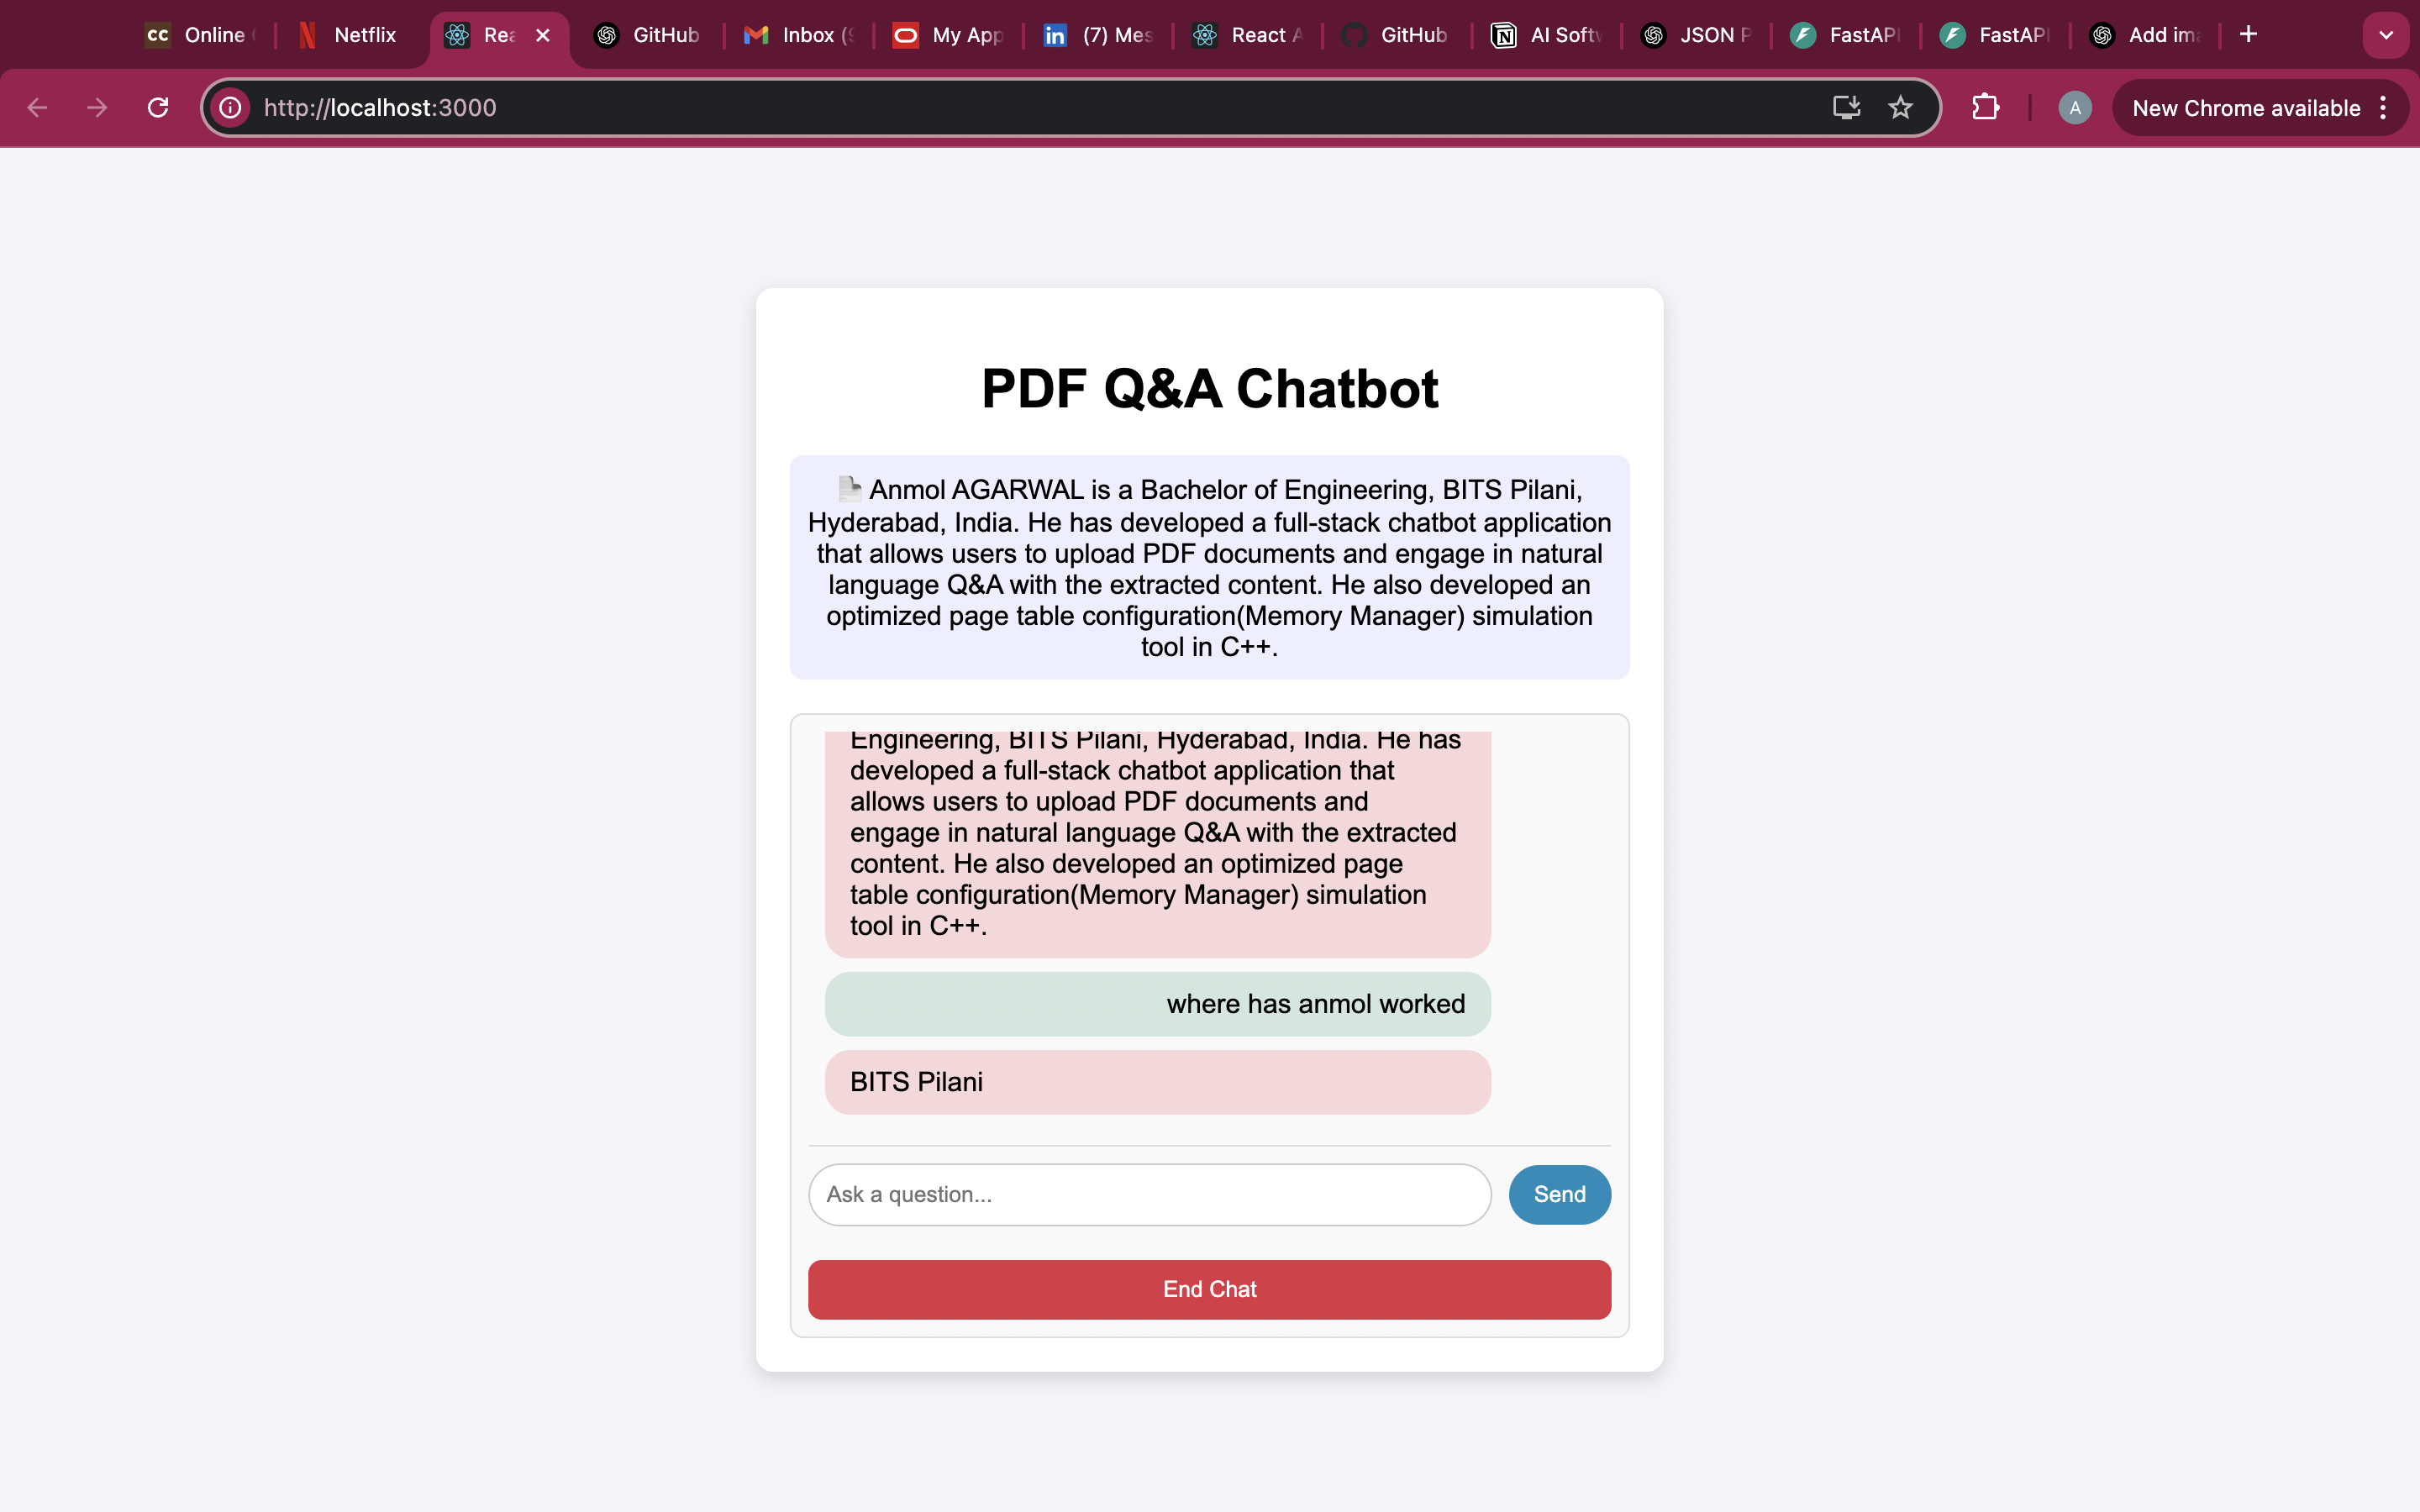 CC Online
Netflix
Rea
GitHub
Inbox (
My App
in (7) Mes
React A
GitHub
AI Softw
JSON P
FastAPI
FastAPI
Add ima
http://localhost:3000
A
New Chrome available
PDF Q&A Chatbot
Anmol AGARWAL is a Bachelor of Engineering, BITS Pilani,
Hyderabad, India. He has developed a full-stack chatbot application
that allows users to upload PDF documents and engage in natural
language Q&A with the extracted content. He also developed an
optimized page table configuration(Memory Manager) simulation
tool in C++.
Engineering, BITS Pilani, Hyderabad, India. He has
developed a full-stack chatbot application that
allows users to upload PDF documents and
engage in natural language Q&A with the extracted
content. He also developed an optimized page
table configuration(Memory Manager) simulation
tool in C++.
where has anmol worked
BITS Pilani
Ask a question...
Send
End Chat